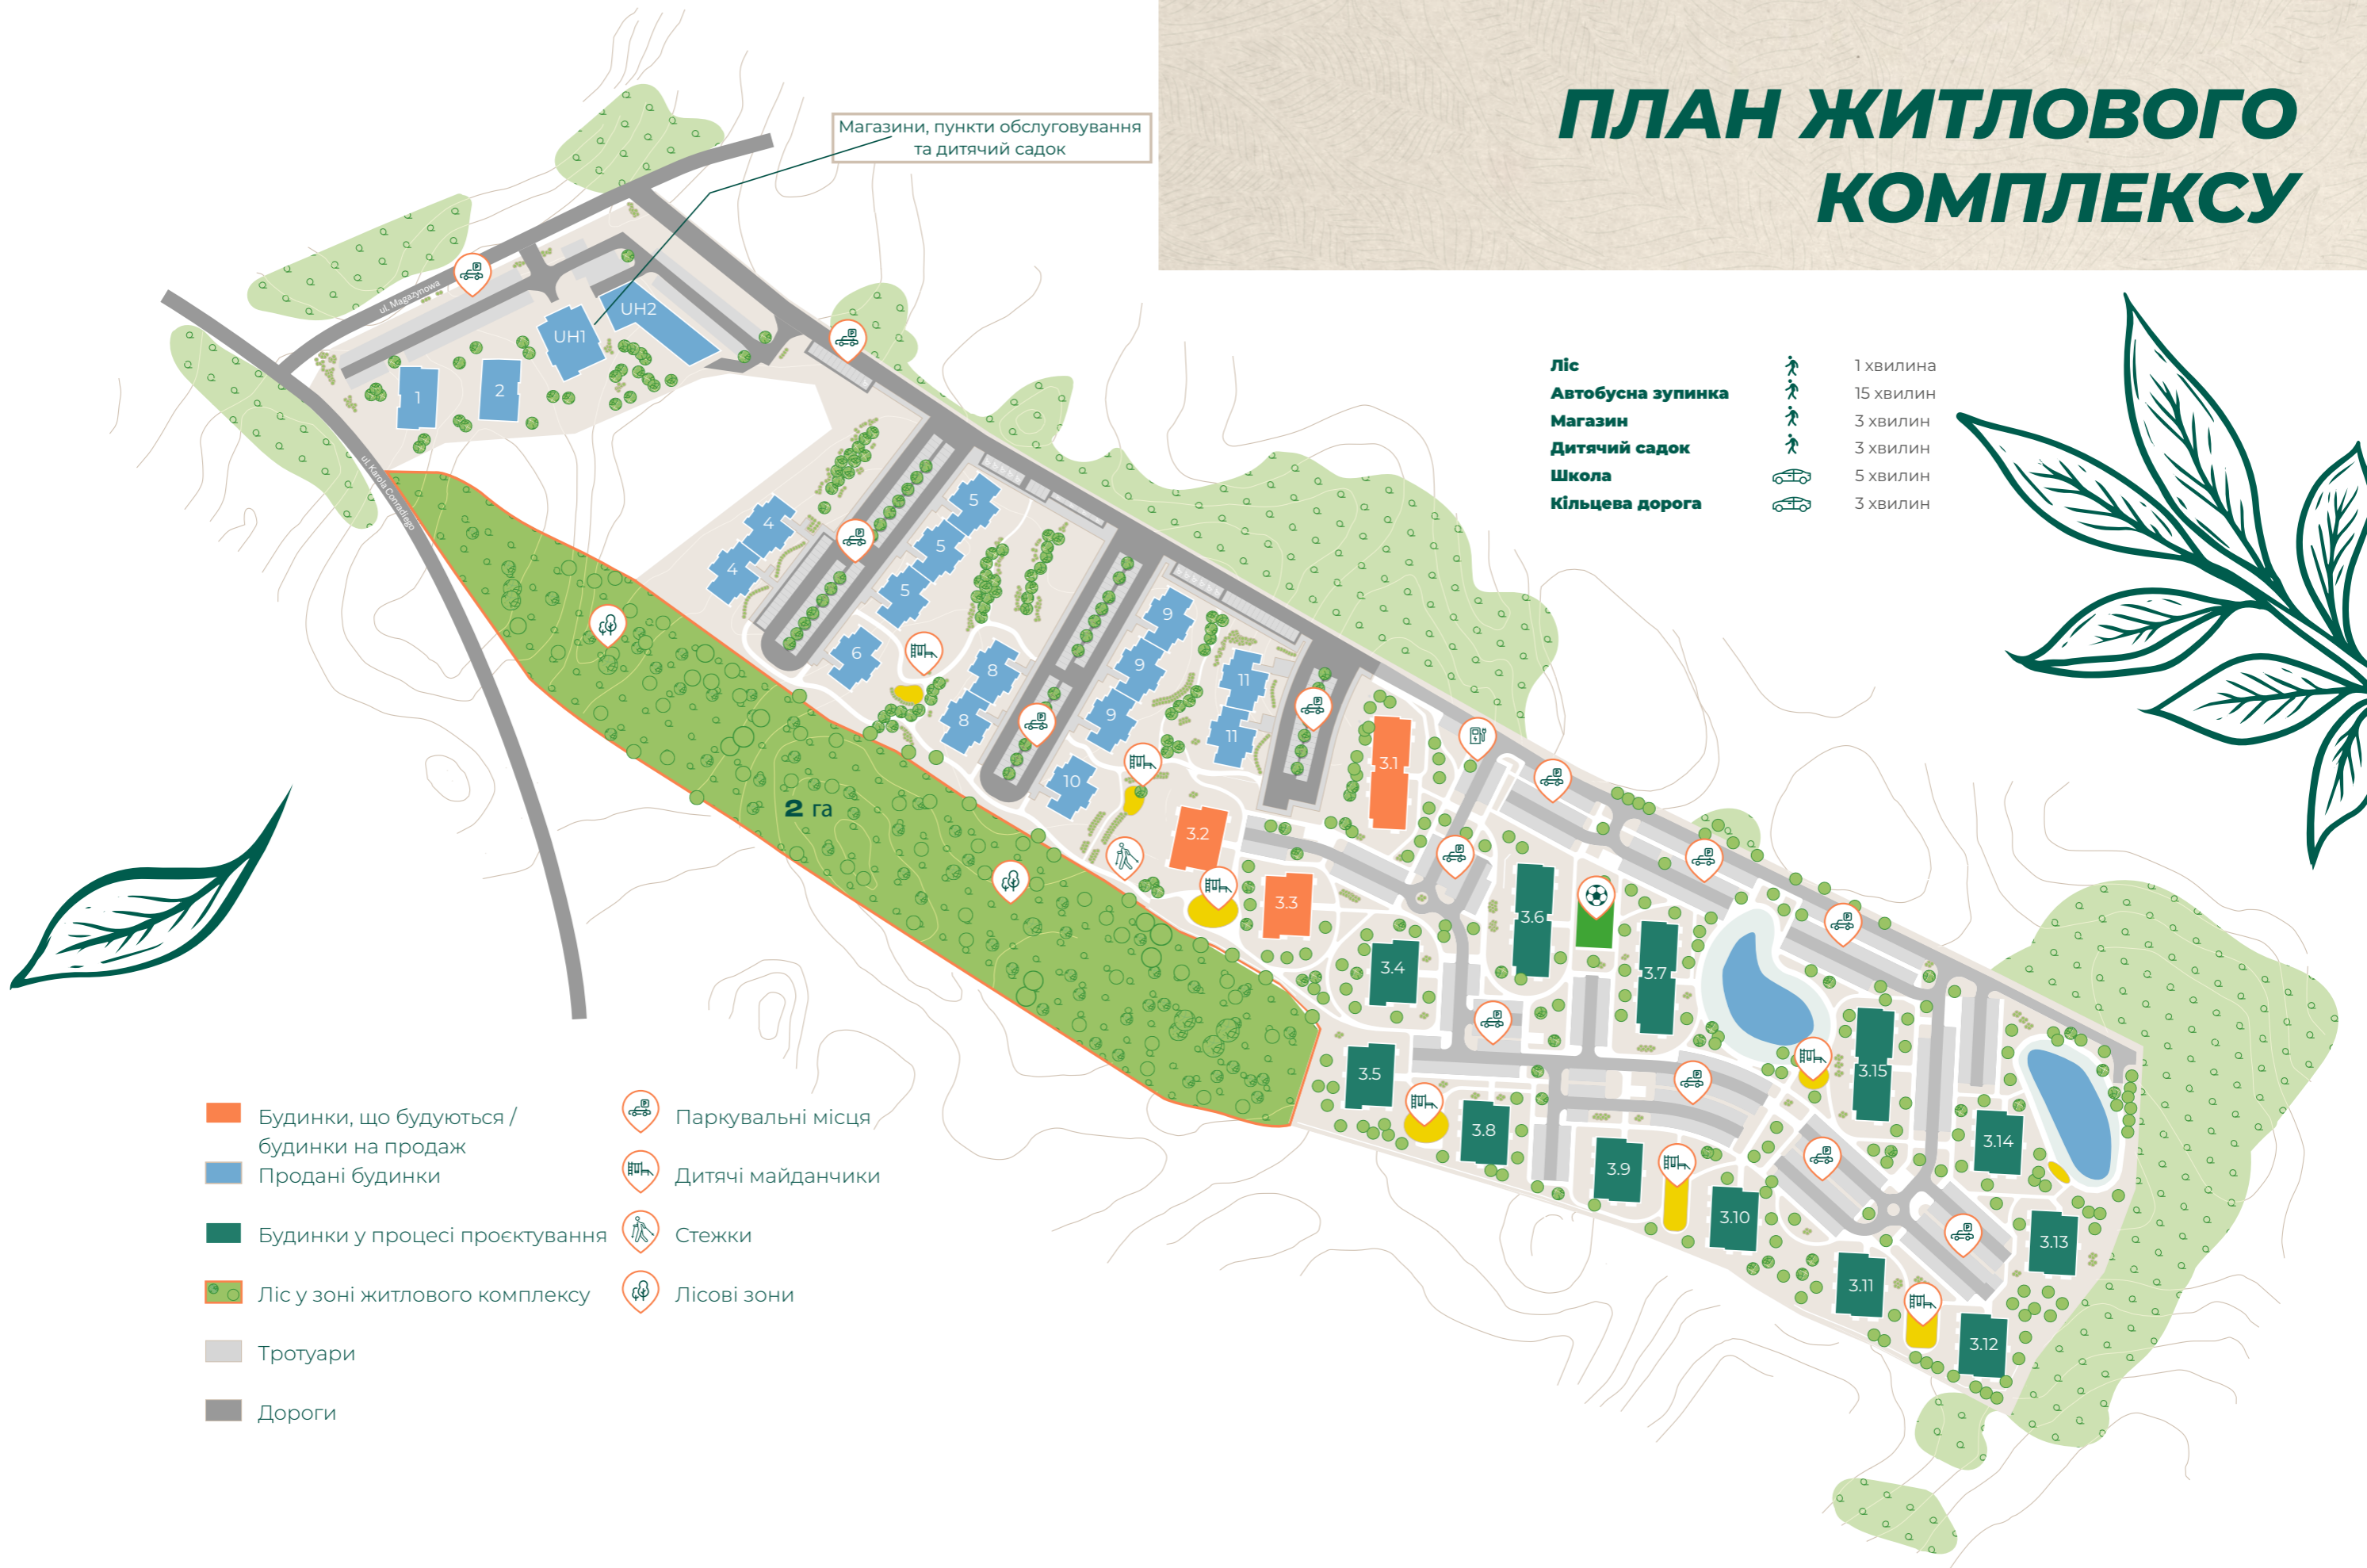 ПЛАН ЖИТЛОВОГО
КОМПЛЕКСУ
Магазини, пункти обслуговування
та дитячий садок
ul. Magazynowa
ul. Karola Conradiego
UH1
UH2
1
2
Ліс 1 хвилина
Автобусна зупинка 15 хвилин
Магазин 3 хвилин
Дитячий садок 3 хвилин
Школа 5 хвилин
Кільцева дорога 3 хвилин
4
4
5
5
5
6
8
8
9
9
9
10
11
11
2 га
3.1
3.2
3.3
3.4
3.5
3.6
3.7
3.8
3.9
3.10
3.11
3.12
3.13
3.14
3.15
Будинки, що будуються /
будинки на продаж
Продані будинки
Будинки у процесі проєктування
Ліс у зоні житлового комплексу
Тротуари
Дороги
Паркувальні місця
Дитячі майданчики
Стежки
Лісові зони